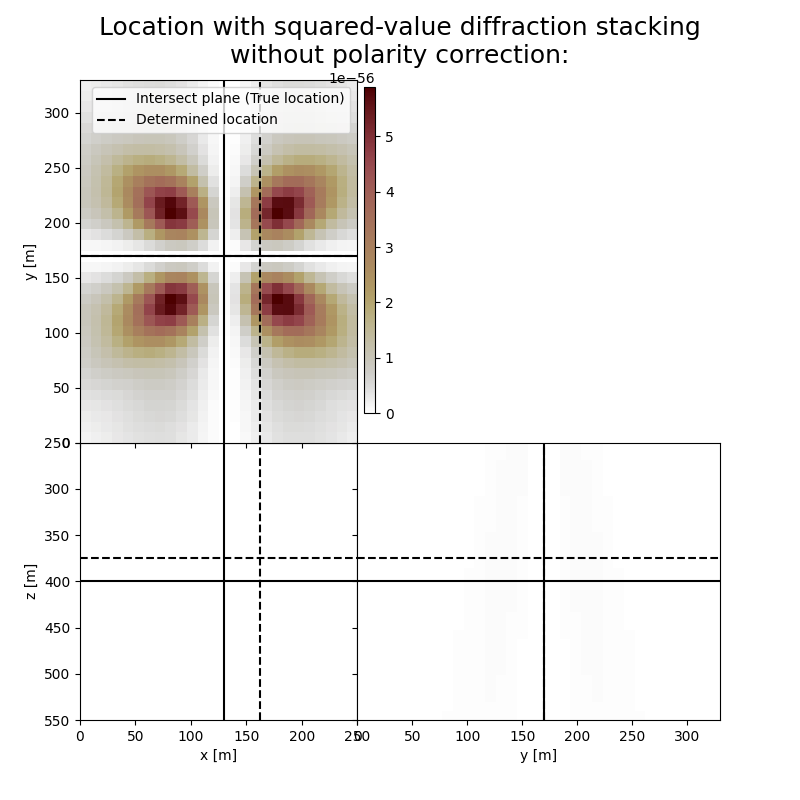 Location with squared-value diffraction stacking
without polarity correction:
1e−56
Intersect plane (True location)
Determined location
300
250
200
150
100
50
0
y [m]
5
4
3
2
1
0
250
300
350
400
450
500
550
z [m]
0 50 100 150 200 250
x [m]
0 50 100 150 200 250 300
y [m]